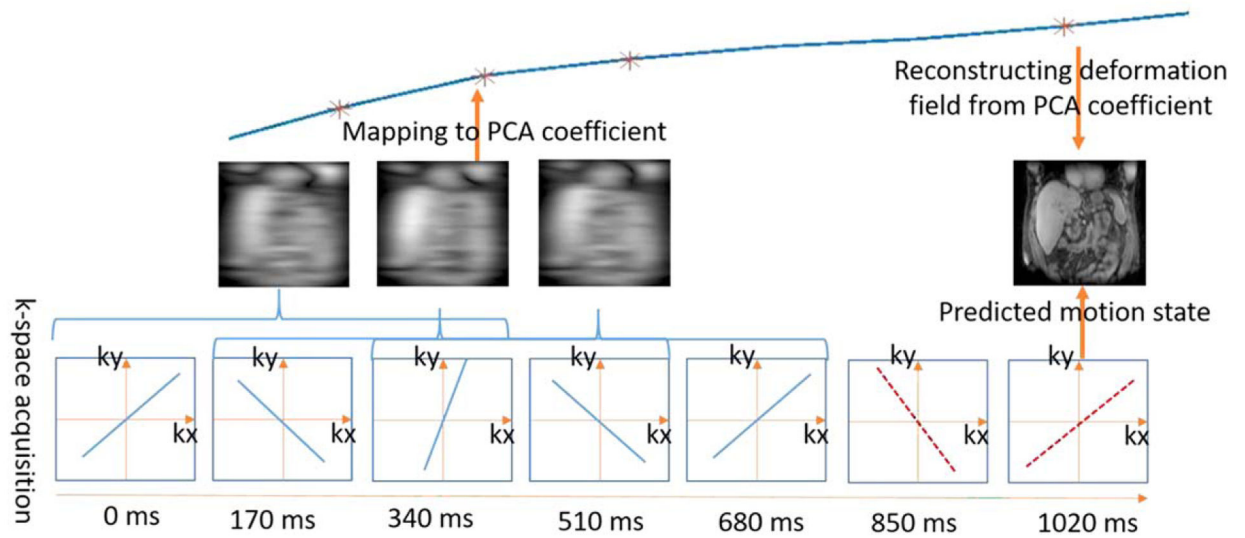 Reconstructing deformation
field from PCA coefficient
Mapping to PCA coefficient
Predicted motion state
k-space acquisition
ky
kx
ky
kx
ky
kx
ky
kx
ky
kx
ky
kx
ky
kx
0 ms
170 ms
340 ms
510 ms
680 ms
850 ms
1020 ms